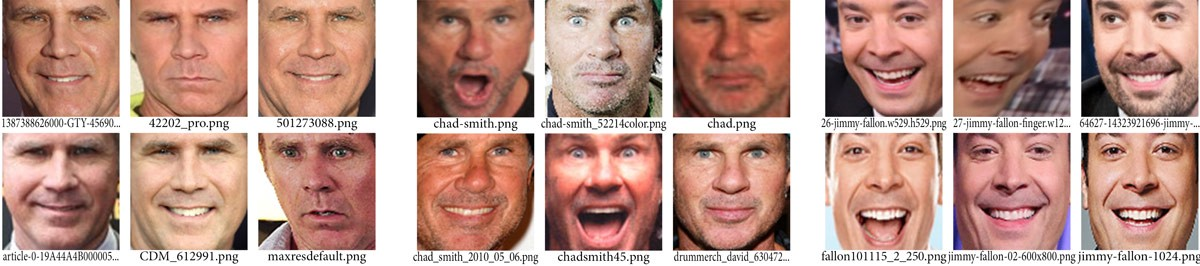 1387388626000-GTY-45690...
42202_pro.png
501273088.png
chad-smith.png
chad-smith_52214color.png
chad.png
26-jimmy-fallon.w529.h529.png
27-jimmy-fallon-finger.w12...
64627-14323921696-jimmy-...
article-0-19A44A4B000005...
CDM_612991.png
maxresdefault.png
chad_smith_2010_05_06.png
chadsmith45.png
drummerch_david_630472...
fallon101115_2_250.png
jimmy-fallon-02-600x800.png
jimmy-fallon-1024.png